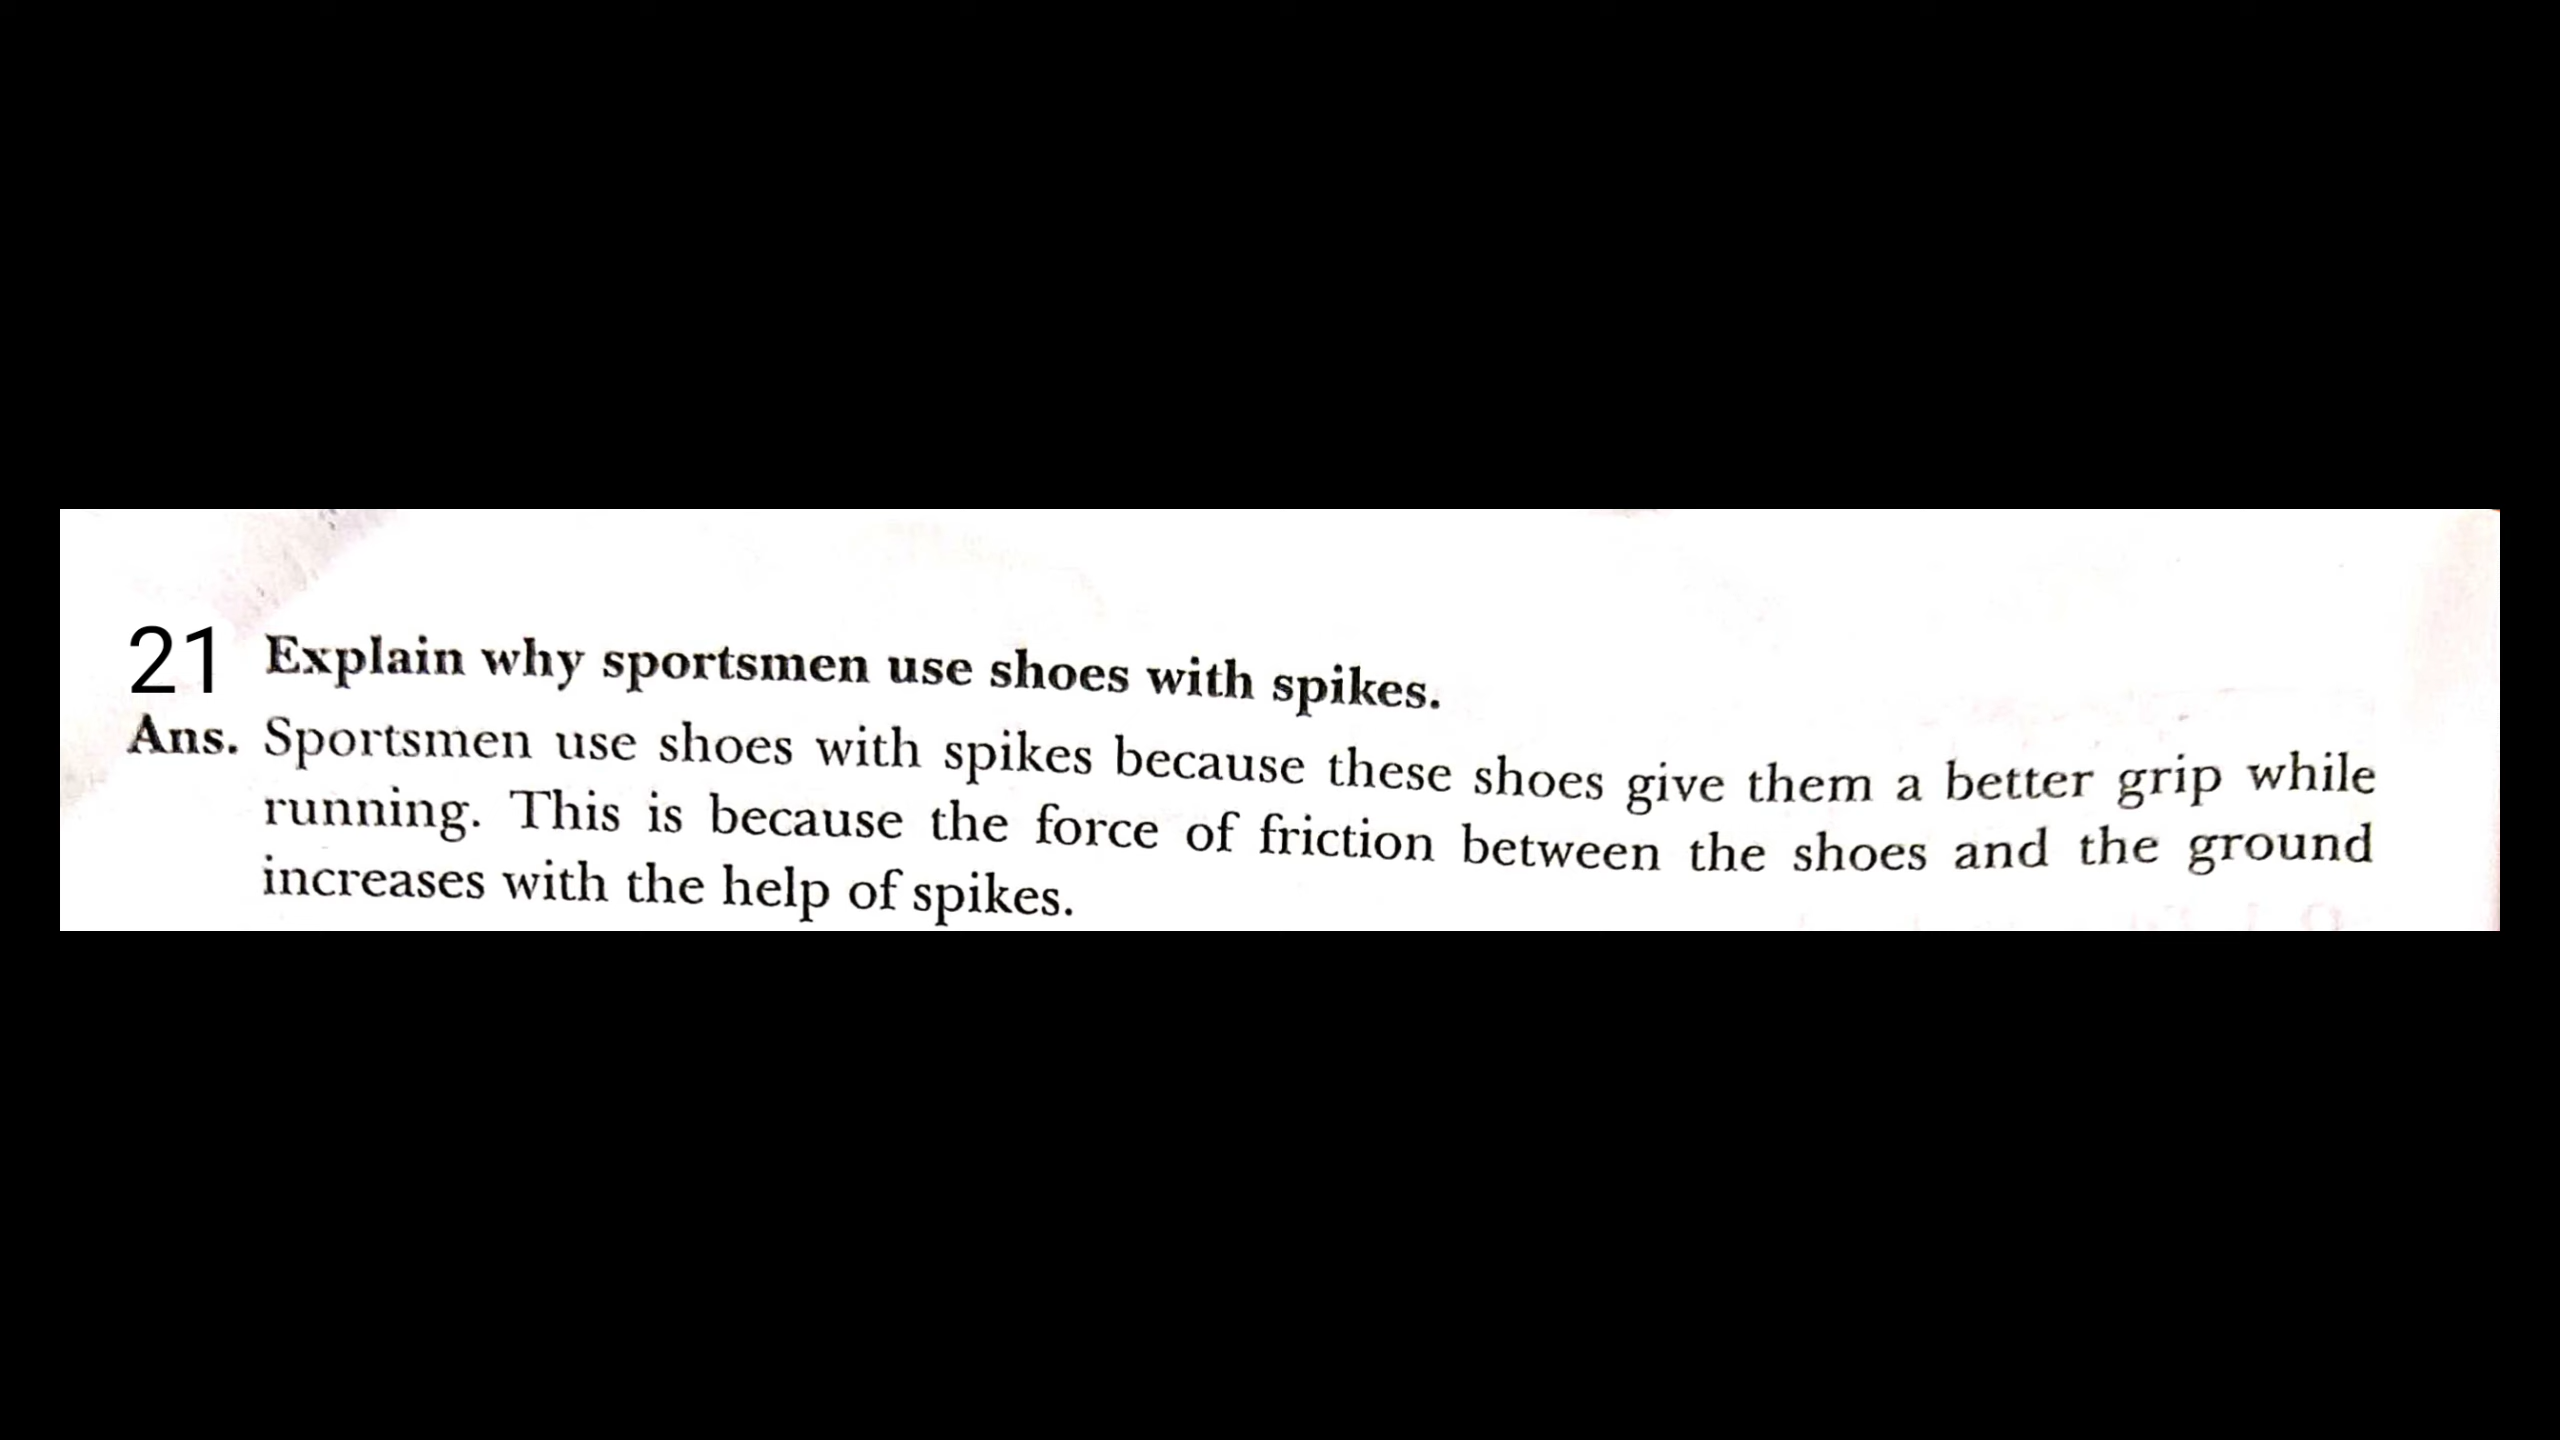 21 Explain why sportsmen use shoes with spikes.
Ans. Sportsmen use shoes with spikes because these shoes give them a better grip while
running. This is because the force of friction between the shoes and the ground
increases with the help of spikes.